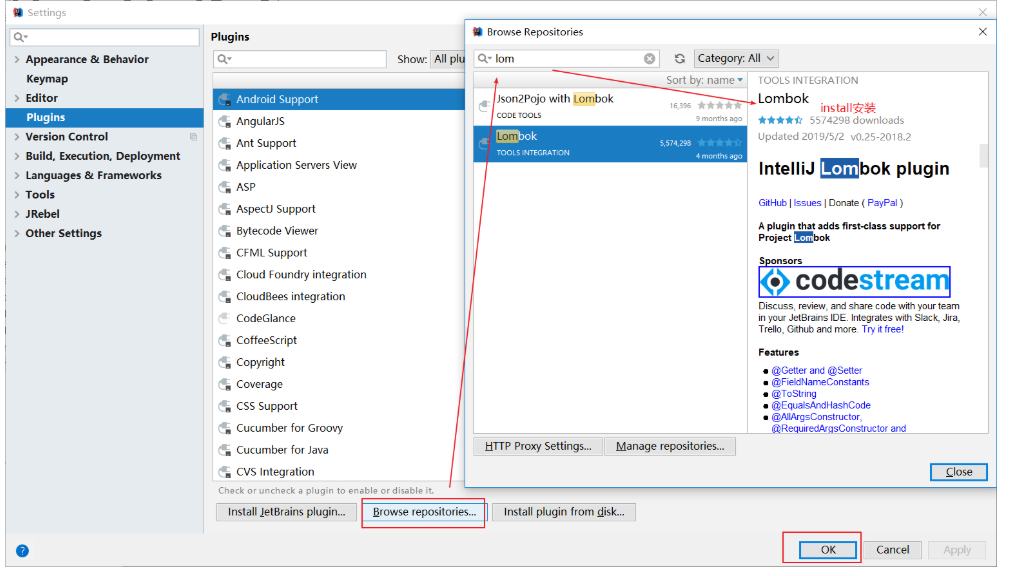 Settings
Appearance & Behavior
Keymap
Editor
Plugins
Version Control
Build, Execution, Deployment
Languages & Frameworks
Tools
JRebel
Other Settings
Plugins
Show: All plu
Android Support
AngularJS
Ant Support
Application Servers View
ASP
AspectJ Support
Bytecode Viewer
CFML Support
Cloud Foundry integration
CloudBees integration
CodeGlance
CoffeeScript
Copyright
Coverage
CSS Support
Cucumber for Groovy
Cucumber for Java
CVS Integration
Check or uncheck a plugin to enable or disable it.
Install JetBrains plugin...
Browse repositories...
Install plugin from disk...
Browse Repositories
lom
Category: All
Sort by: name
Json2Pojo with Lombok
16,396
CODE TOOLS
9 months ago
Lombok
5,574,298
TOOLS INTEGRATION
4 months ago
TOOLS INTEGRATION
Lombok
install安装
5574298 downloads
Updated 2019/5/2 v0.25-2018.2
IntelliJ Lombok plugin
GitHub | Issues | Donate ( PayPal )
A plugin that adds first-class support for
Project Lombok
Sponsors
codestream
Discuss, review, and share code with your team
in your JetBrains IDE. Integrates with Slack, Jira,
Trello, Github and more. Try it free!
Features
@Getter and @Setter
@FieldNameConstants
@ToString
@EqualsAndHashCode
@AllArgsConstructor,
@RequiredArgsConstructor and
HTTP Proxy Settings...
Manage repositories...
Close
?
OK
Cancel
Apply